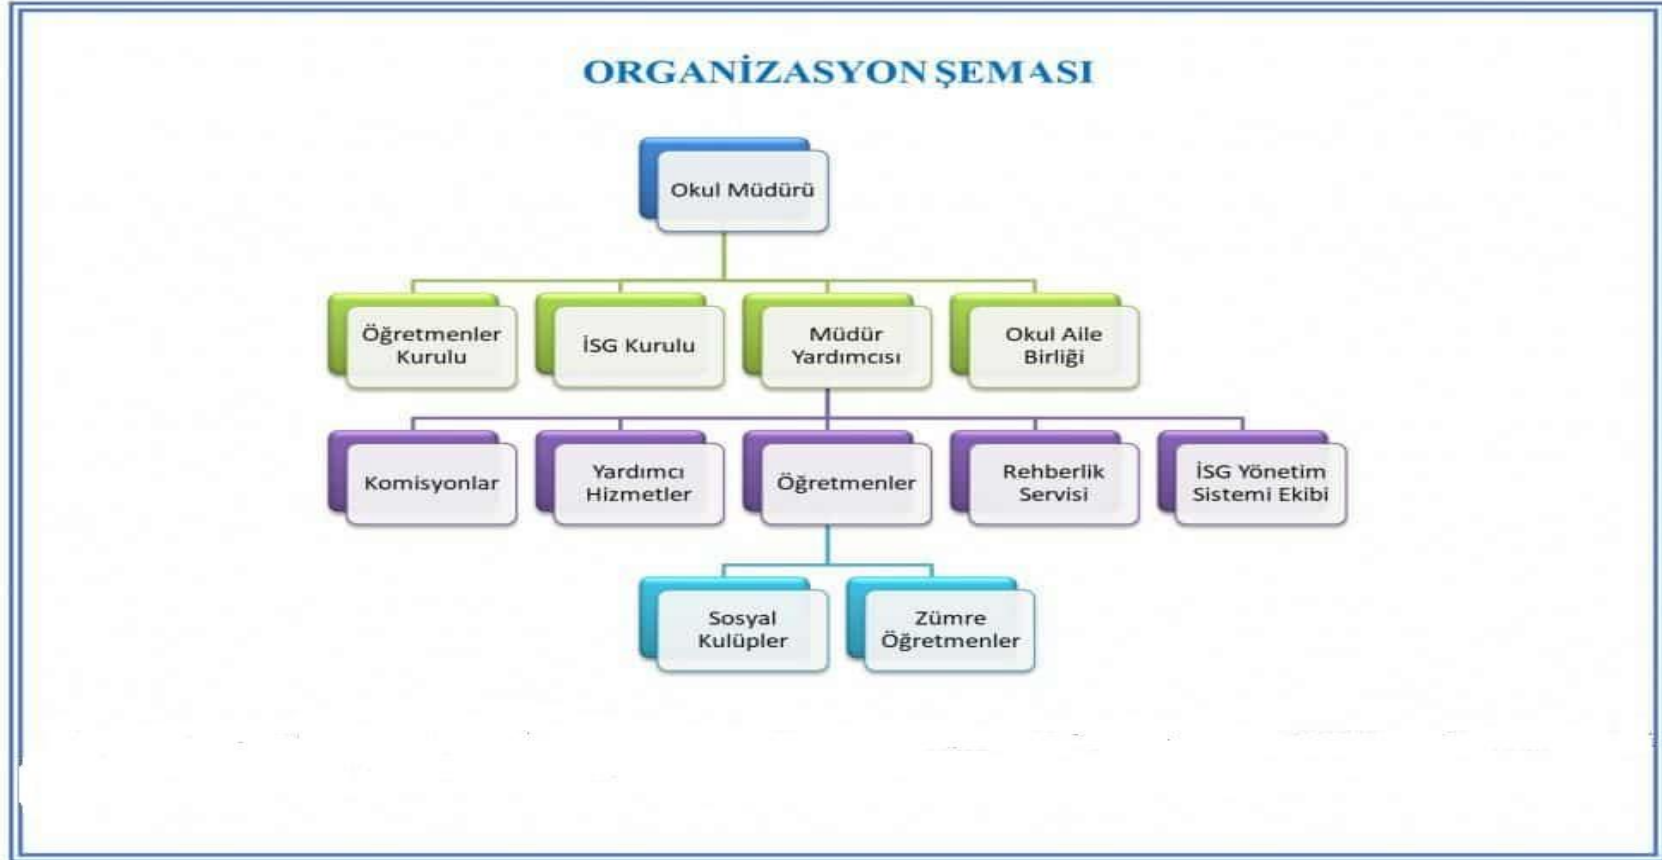 ORGANİZASYON ŞEMASI
Okul Müdürü
Öğretmenler
Kurulu
İSG Kurulu
Müdür
Yardımcısı
Okul Aile
Birliği
Komisyonlar
Yardımcı
Hizmetler
Öğretmenler
Rehberlik
Servisi
İSG Yönetim
Sistemi Ekibi
Sosyal
Kulüpler
Zümre
Öğretmenler